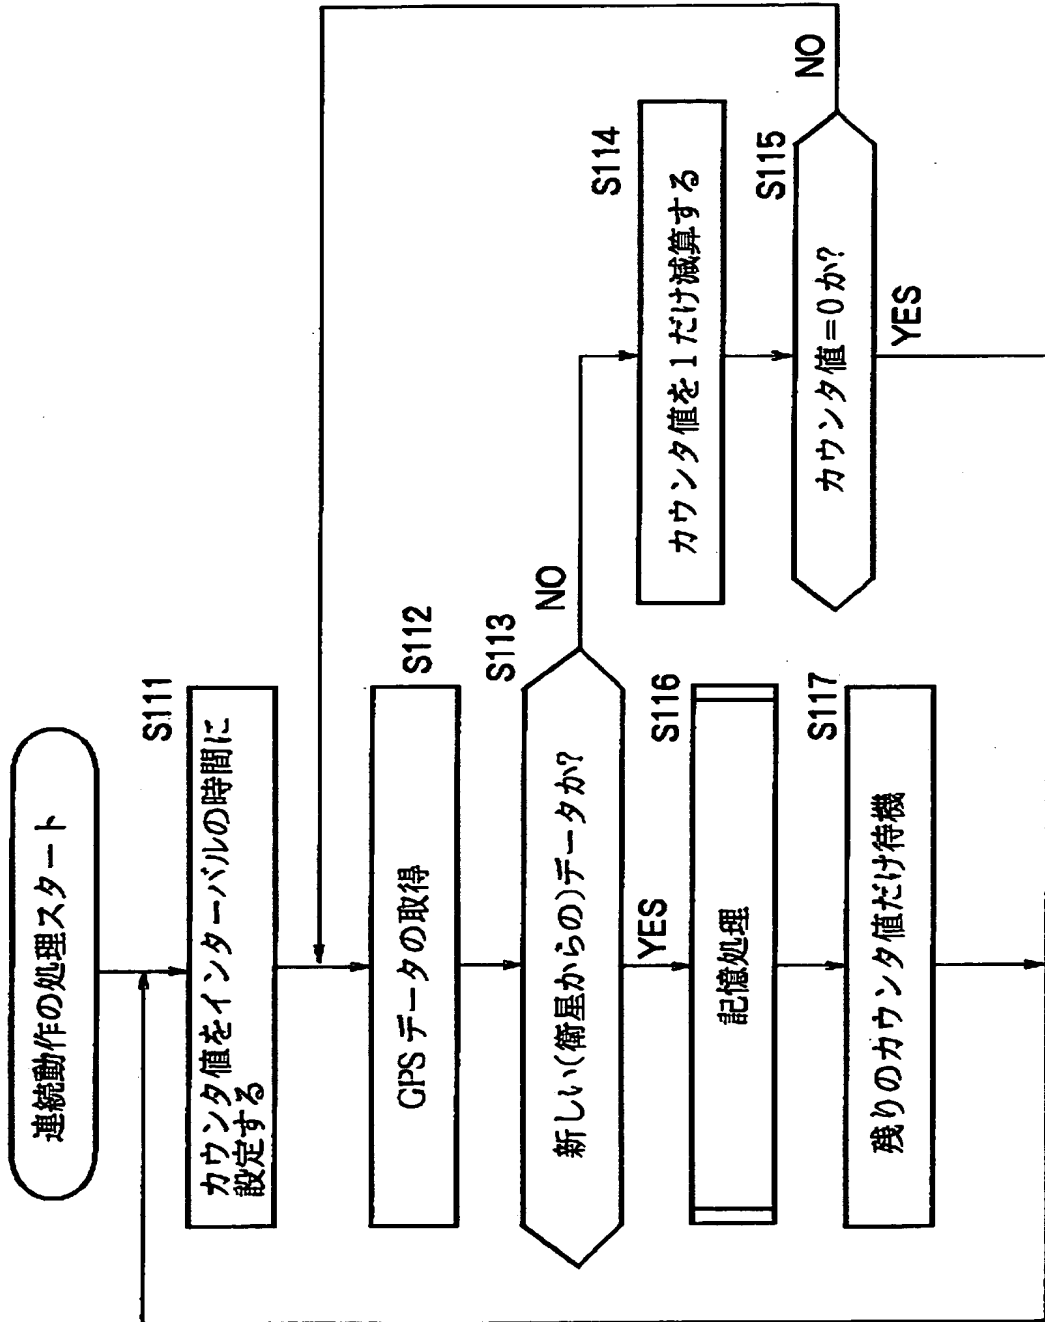 連続動作の処理スタート
S111
カウンタ値をインターバルの時間に
設定する
S112
GPS データの取得
S113
新しい(衛星からの)データか?
NO
YES
S114
カウンタ値を1だけ減算する
S115
カウンタ値=0か?
NO
YES
S116
記憶処理
S117
残りのカウンタ値だけ待機